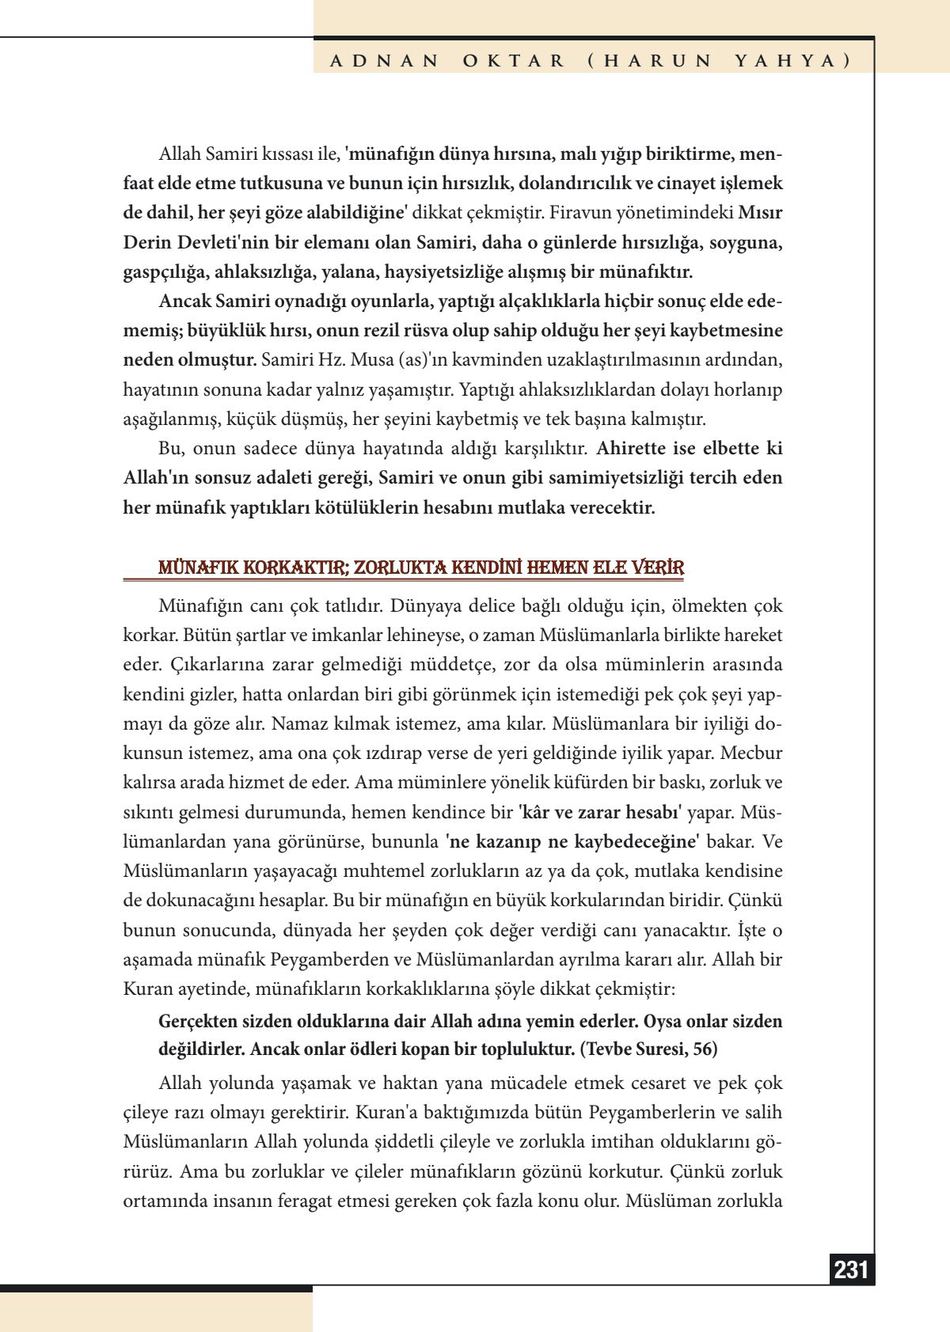 ADNAN OKTAR (HARUN YAHYA)
Allah Samiri kıssası ile, 'münafığın dünya hırsına, malı yığıp biriktirme, men-
faat elde etme tutkusuna ve bunun için hırsızlık, dolandırıcılık ve cinayet işlemek
de dahil, her şeyi göze alabildiğine' dikkat çekmiştir. Firavun yönetimindeki Mısır
Derin Devleti'nin bir elemanı olan Samiri, daha o günlerde hırsızlığa, soyguna,
gaspçılığa, ahlaksızlığa, yalana, haysiyetsizliğe alışmış bir münafıktır.
Ancak Samiri oynadığı oyunlarla, yaptığı alçaklıklarla hiçbir sonuç elde ede-
memiş; büyüklük hırsı, onun rezil rüsva olup sahip olduğu her şeyi kaybetmesine
neden olmuştur. Samiri Hz. Musa (as)'ın kavminden uzaklaştırılmasının ardından,
hayatının sonuna kadar yalnız yaşamıştır. Yaptığı ahlaksızlıklardan dolayı horlanıp
aşağılanmış, küçük düşmüş, her şeyini kaybetmiş ve tek başına kalmıştır.
Bu, onun sadece dünya hayatında aldığı karşılıktır. Ahirette ise elbette ki
Allah'ın sonsuz adaleti gereği, Samiri ve onun gibi samimiyetsizliği tercih eden
her münafık yaptıkları kötülüklerin hesabını mutlaka verecektir.
MÜNAFIK KORKAKTIR; ZORLUKTA KENDİNİ HEMEN ELE VERİR
Münafığın canı çok tatlıdır. Dünyaya delice bağlı olduğu için, ölmekten çok
korkar. Bütün şartlar ve imkanlar lehineyse, o zaman Müslümanlarla birlikte hareket
eder. Çıkarlarına zarar gelmediği müddetçe, zor da olsa müminlerin arasında
kendini gizler, hatta onlardan biri gibi görünmek için istemediği pek çok şeyi yap-
mayı da göze alır. Namaz kılmak istemez, ama kılar. Müslümanlara bir iyiliği do-
kunsun istemez, ama ona çok ızdırap verse de yeri geldiğinde iyilik yapar. Mecbur
kalırsa arada hizmet de eder. Ama müminlere yönelik küfürden bir baskı, zorluk ve
sıkıntı gelmesi durumunda, hemen kendince bir 'kâr ve zarar hesabı' yapar. Müs-
lümanlardan yana görünürse, bununla 'ne kazanıp ne kaybedeceğine' bakar. Ve
Müslümanların yaşayacağı muhtemel zorlukların az ya da çok, mutlaka kendisine
de dokunacağını hesaplar. Bu bir münafığın en büyük korkularından biridir. Çünkü
bunun sonucunda, dünyada her şeyden çok değer verdiği canı yanacaktır. İşte o
aşamada münafık Peygamberden ve Müslümanlardan ayrılma kararı alır. Allah bir
Kuran ayetinde, münafıkların korkaklıklarına şöyle dikkat çekmiştir:
Gerçekten sizden olduklarına dair Allah adına yemin ederler. Oysa onlar sizden
değildirler. Ancak onlar ödleri kopan bir topluluktur. (Tevbe Suresi, 56)
Allah yolunda yaşamak ve haktan yana mücadele etmek cesaret ve pek çok
çileye razı olmayı gerektirir. Kuran'a baktığımızda bütün Peygamberlerin ve salih
Müslümanların Allah yolunda şiddetli çileyle ve zorlukla imtihan olduklarını gö-
rürüz. Ama bu zorluklar ve çileler münafıkların gözünü korkutur. Çünkü zorluk
ortamında insanın feragat etmesi gereken çok fazla konu olur. Müslüman zorlukla
231